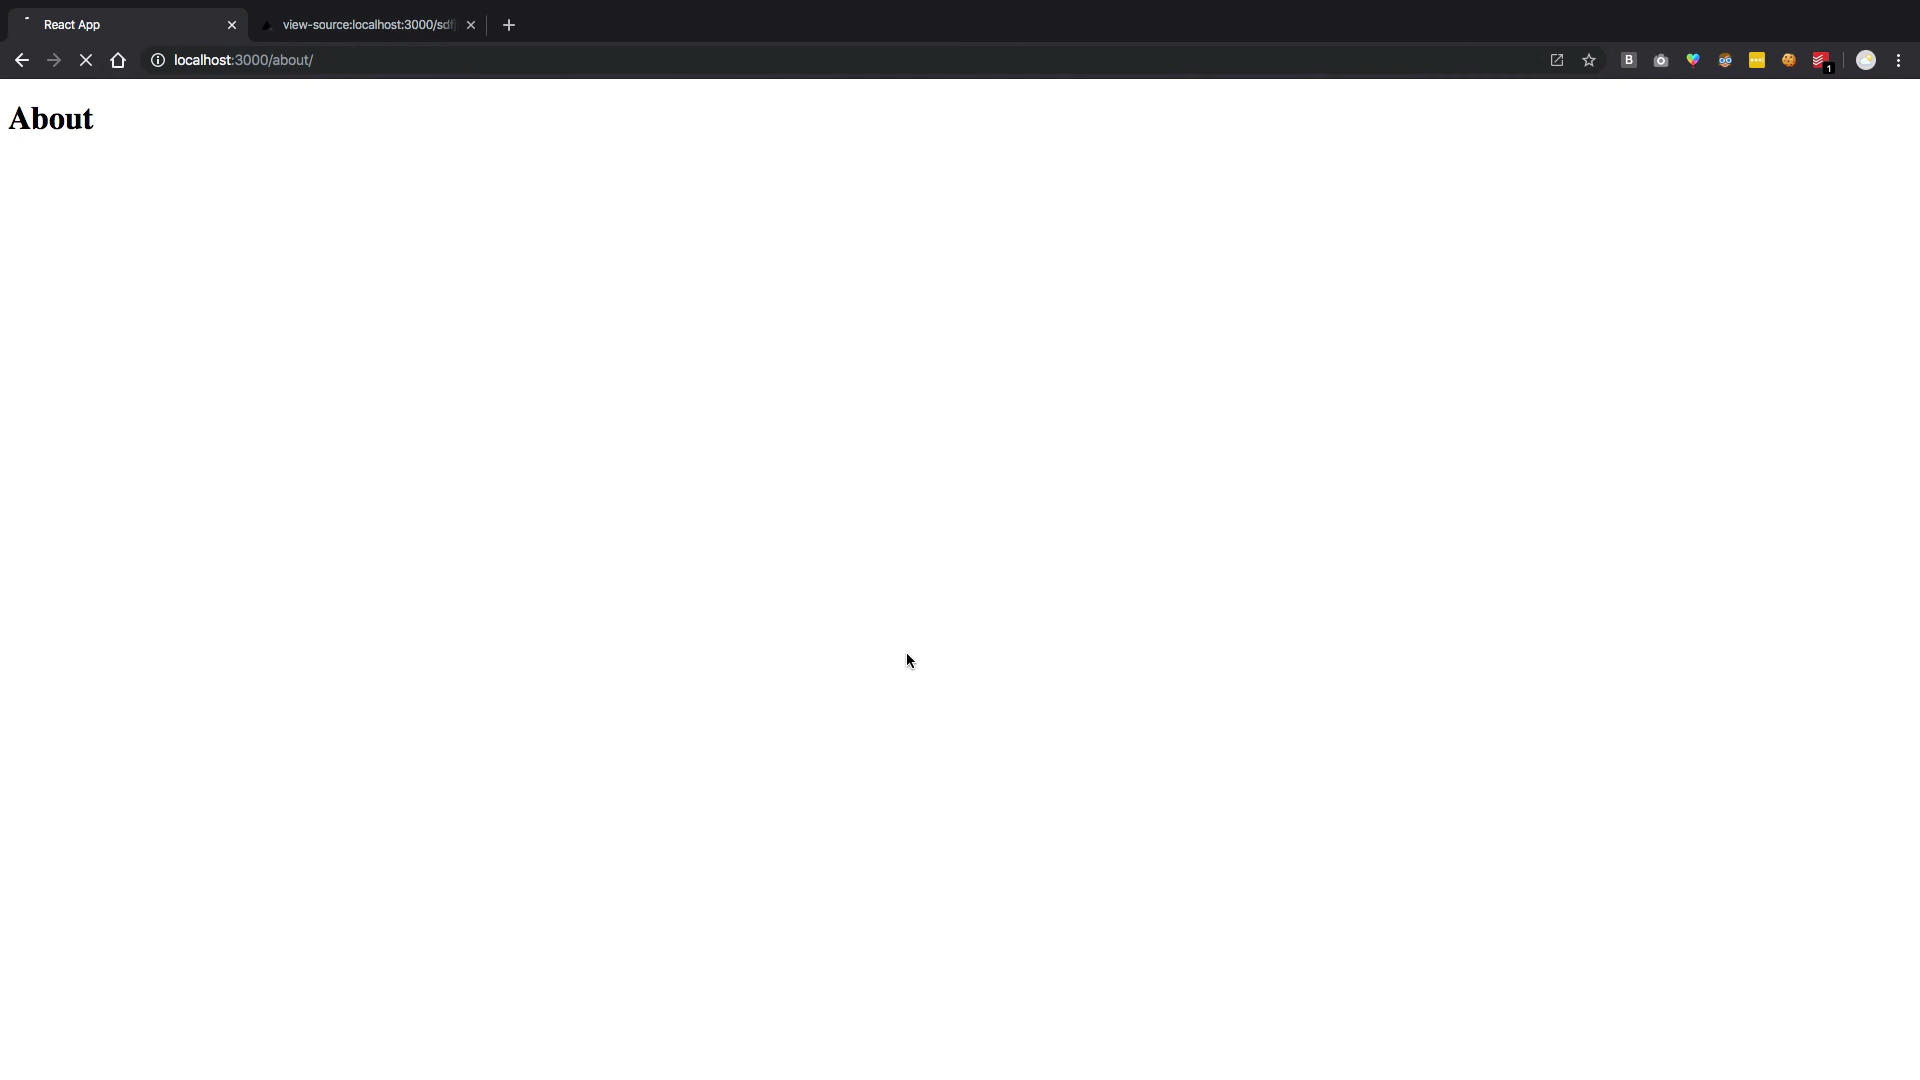 React App
view-source:localhost:3000/sdf
localhost:3000/about/
B
1
About